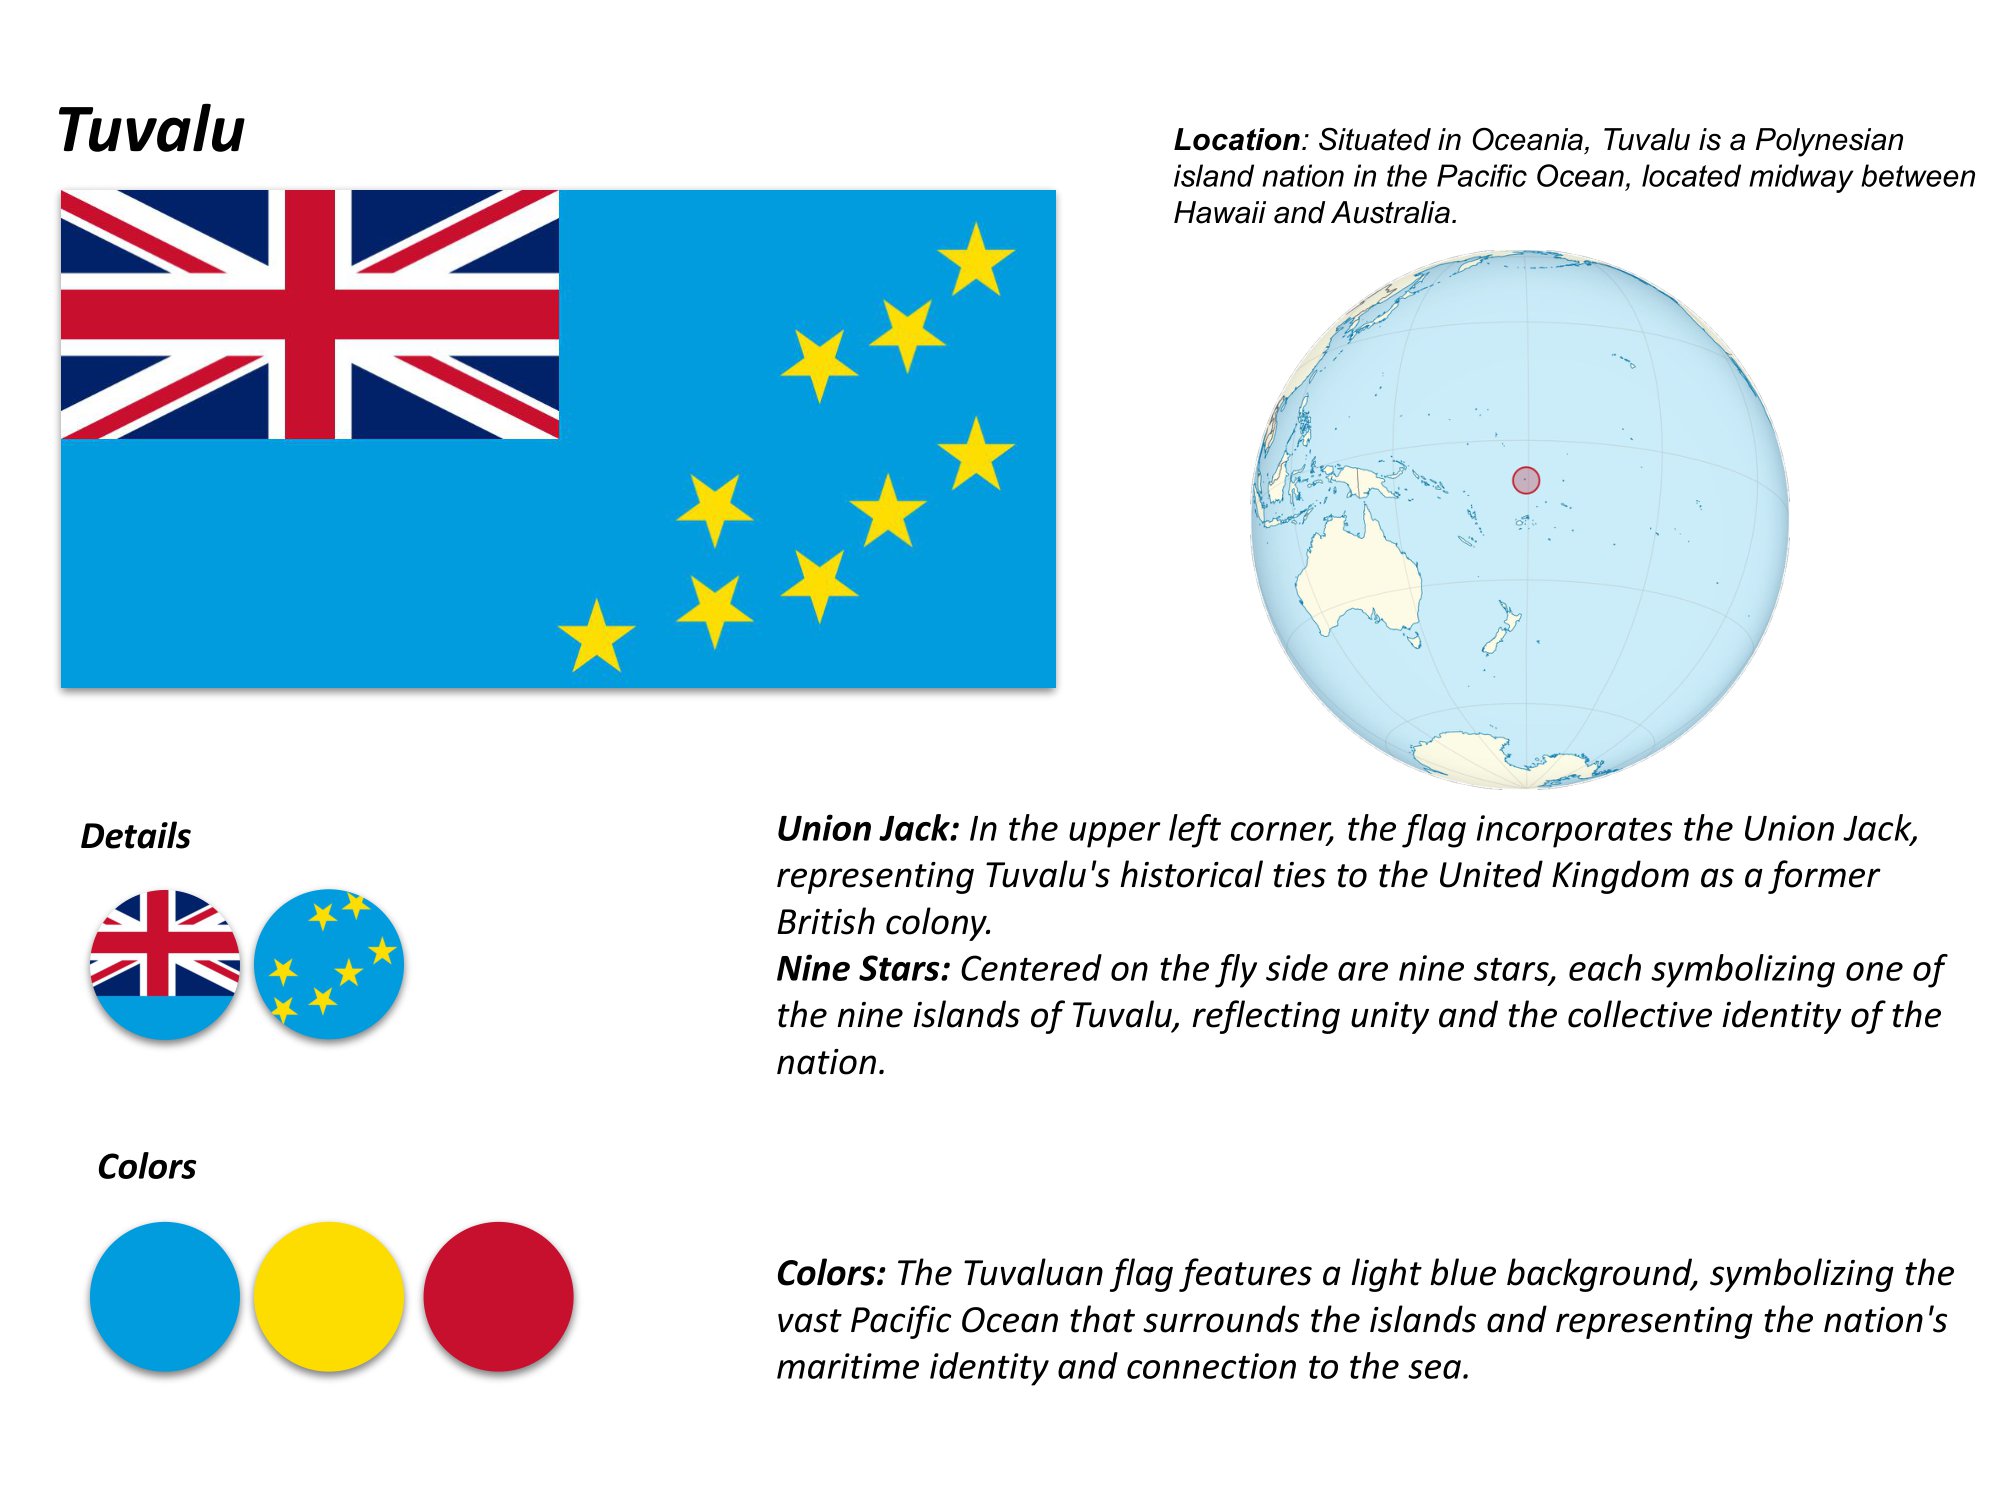 Tuvalu
Location: Situated in Oceania, Tuvalu is a Polynesian
island nation in the Pacific Ocean, located midway between
Hawaii and Australia.
Details
Union Jack: In the upper left corner, the flag incorporates the Union Jack,
representing Tuvalu's historical ties to the United Kingdom as a former
British colony.
Nine Stars: Centered on the fly side are nine stars, each symbolizing one of
the nine islands of Tuvalu, reflecting unity and the collective identity of the
nation.
Colors
Colors: The Tuvaluan flag features a light blue background, symbolizing the
vast Pacific Ocean that surrounds the islands and representing the nation's
maritime identity and connection to the sea.